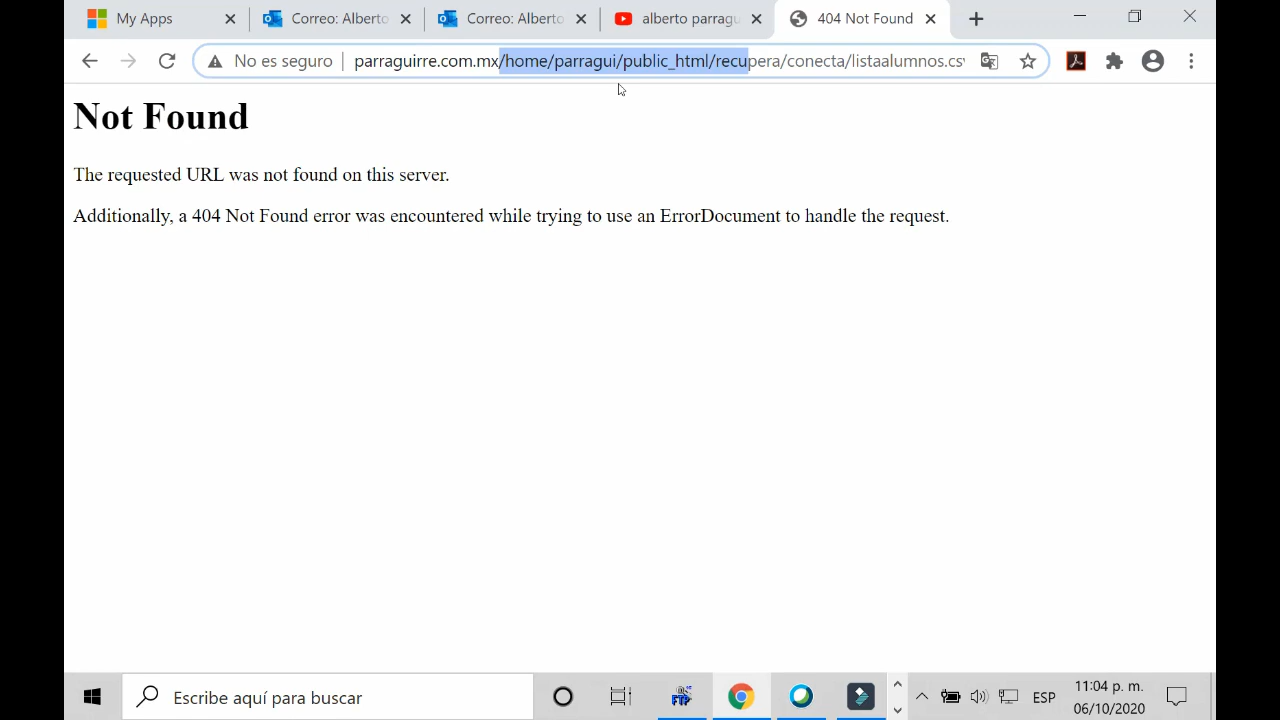 My Apps
Correo: Alberto
Correo: Alberto
alberto parragu
404 Not Found
No es seguro
parraguirre.com.mx/home/parragui/public_html/recupera/conecta/listaalumnos.csv
Not Found
The requested URL was not found on this server.
Additionally, a 404 Not Found error was encountered while trying to use an ErrorDocument to handle the request.
Escribe aquí para buscar
FTP
ESP
11:04 p. m.
06/10/2020